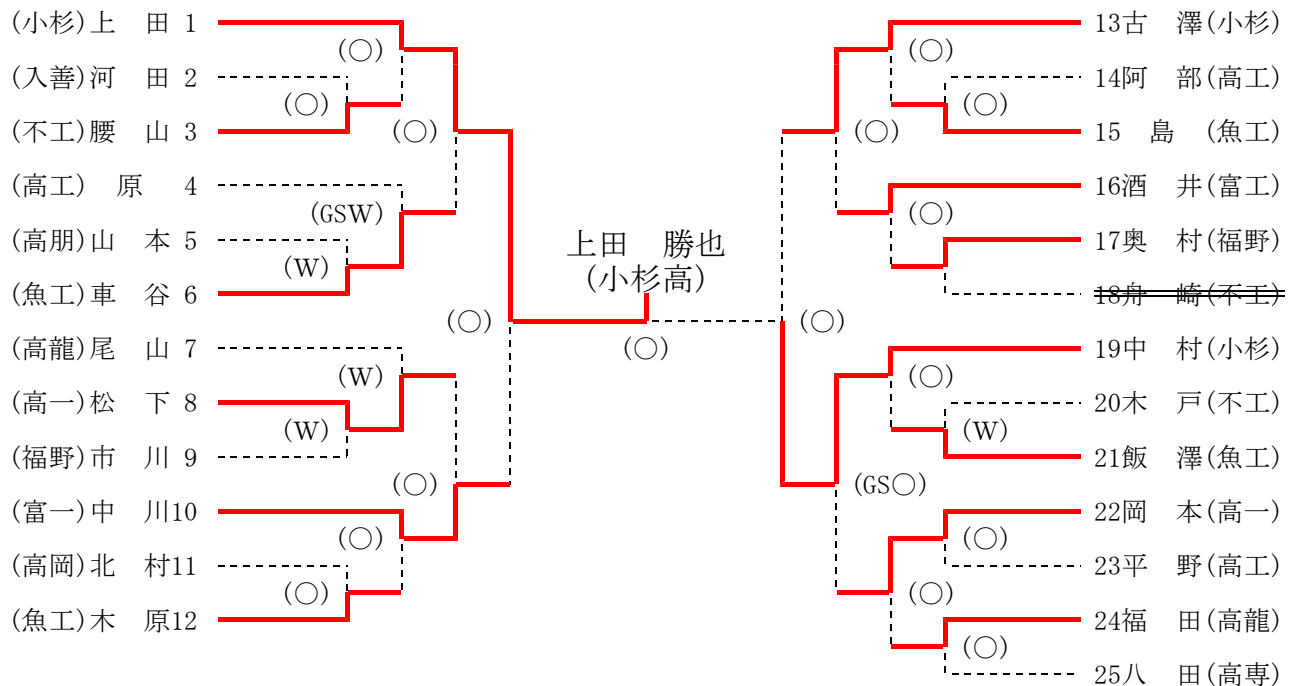 (小杉)上　田 1
(○)
(入善)河　田 2
(○)
(不工)腰　山 3
(○)
(高工)　原　 4
(GSW)
(高朋)山　本 5
(W)
(魚工)車　谷 6
(○)
(高龍)尾　山 7
(W)
(高一)松　下 8
(W)
(福野)市　川 9
(○)
(富一)中　川10
(○)
(高岡)北　村11
(○)
(魚工)木　原12
上田　勝也
(小杉高)
(○)
13古　澤(小杉)
(○)
14阿　部(高工)
(○)
15　島　(魚工)
(○)
16酒　井(富工)
(○)
17奥　村(福野)
18舟　崎(不工)
(○)
19中　村(小杉)
(○)
20木　戸(不工)
(W)
21飯　澤(魚工)
(GS○)
22岡　本(高一)
(○)
23平　野(高工)
(○)
24福　田(高龍)
(○)
25八　田(高専)